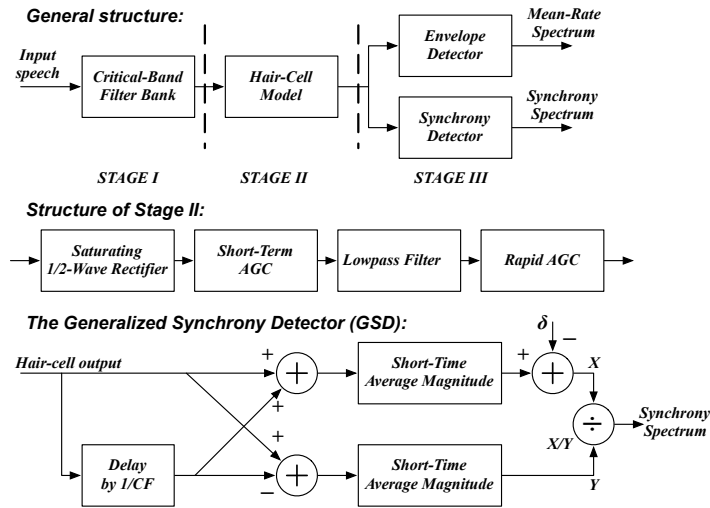 General structure:
Input
speech
Critical-Band
Filter Bank
Hair-Cell
Model
Envelope
Detector
Mean-Rate
Spectrum
Synchrony
Detector
Synchrony
Spectrum
STAGE I
STAGE II
STAGE III
Structure of Stage II:
Saturating
1/2-Wave Rectifier
Short-Term
AGC
Lowpass Filter
Rapid AGC
The Generalized Synchrony Detector (GSD):
Hair-cell output
Delay
by 1/CF
+
+
+
+
−
+
Short-Time
Average Magnitude
Short-Time
Average Magnitude
δ
−
+
+
X
÷
X/Y
Y
Synchrony
Spectrum